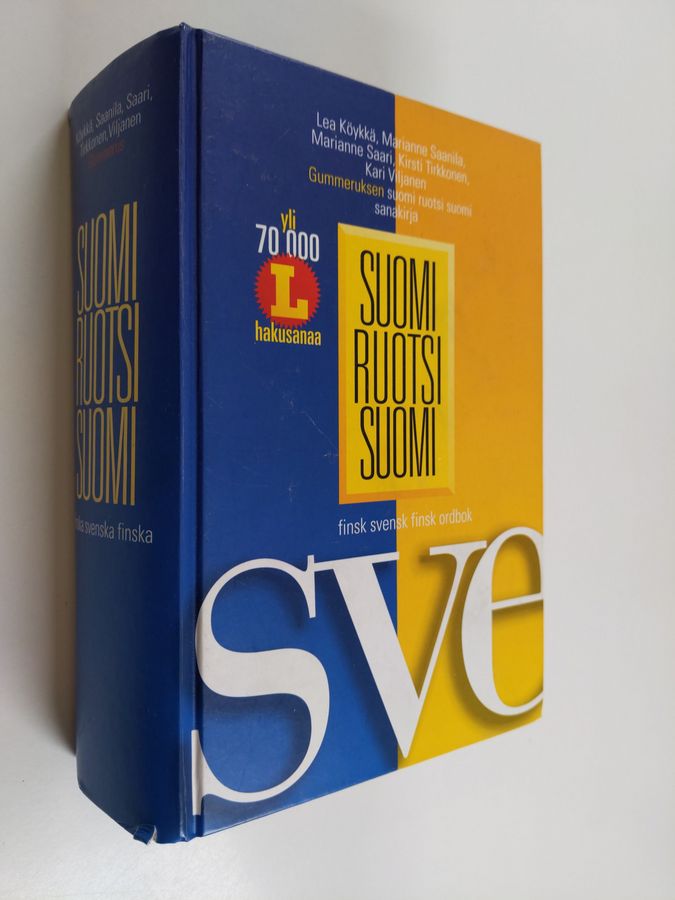 Köykkä, Saanila, Saari,
Tirkkonen, Viljanen
Gummerus
SUOMI
RUOTSI
SUOMI
svenska finska
Lea Köykkä, Marianne Saanila,
Marianne Saari, Kirsti Tirkkonen,
Kari Viljanen
Gummeruksen suomi ruotsi suomi
sanakirja
yli
70 000
L
hakusanaa
SUOMI
RUOTSI
SUOMI
finsk svensk finsk ordbok
sve